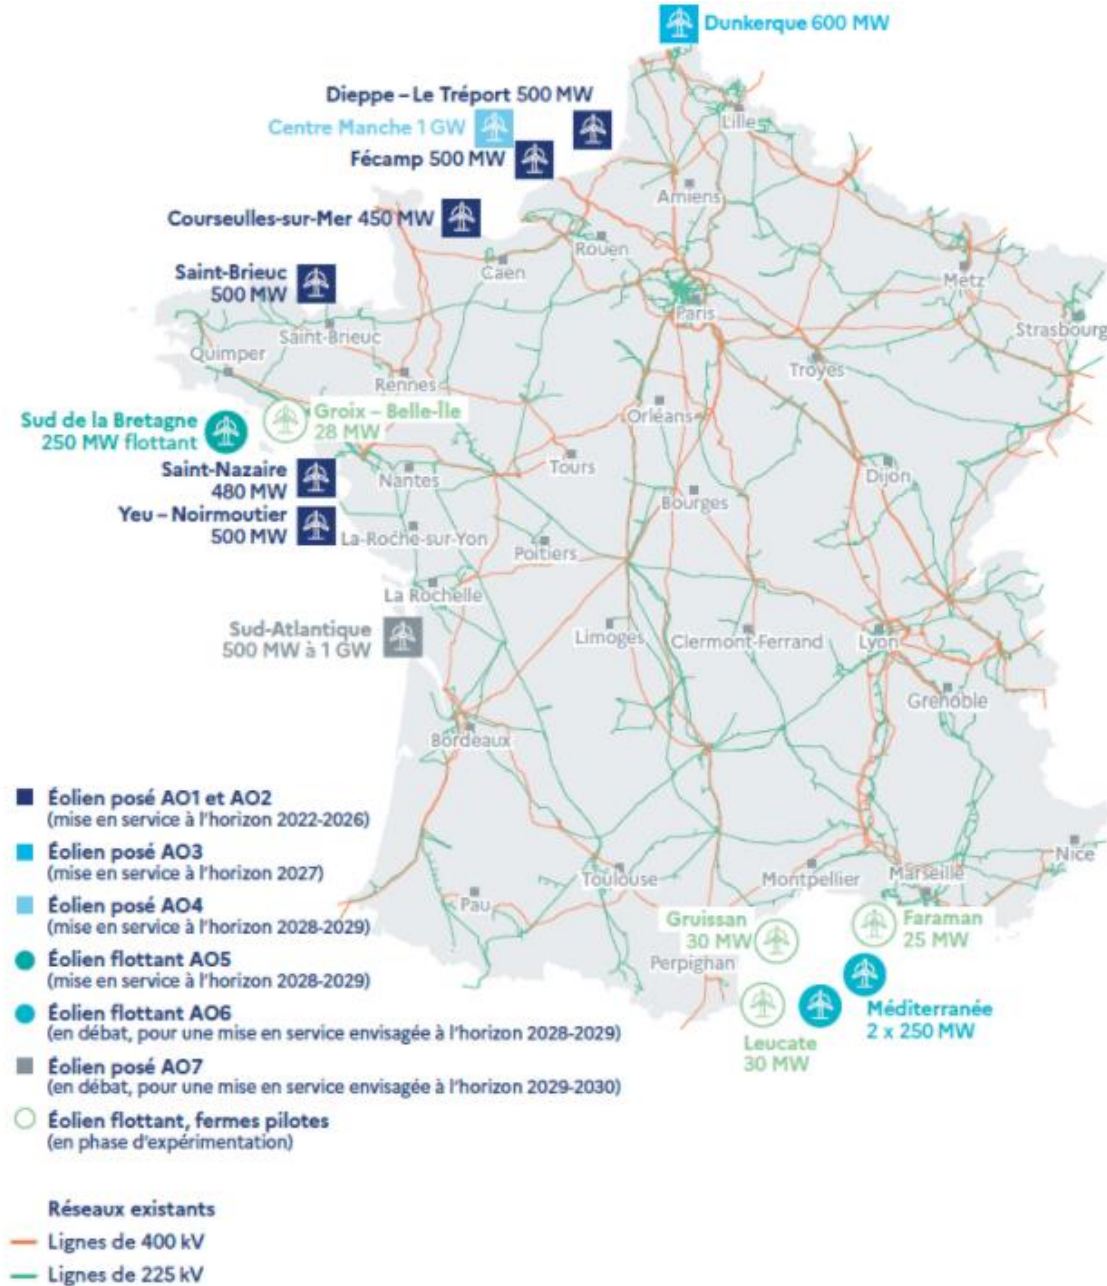 Dunkerque 600 MW
Dieppe – Le Tréport 500 MW
Centre Manche 1 GW
Fécamp 500 MW
Courseulles-sur-Mer 450 MW
Saint-Brieuc
500 MW
Sud de la Bretagne
250 MW flottant
Groix – Belle-Île
28 MW
Saint-Nazaire
480 MW
Yeu – Noirmoutier
500 MW
Sud-Atlantique
500 MW à 1 GW
Lille
Amiens
Rouen
Caen
Metz
Paris
Strasbourg
Saint-Brieuc
Quimper
Rennes
Troyes
Orléans
Nantes
Tours
Dijon
Bourges
La-Roche-sur-Yon
Poitiers
La Rochelle
Limoges
Clermont-Ferrand
Lyon
Grenoble
Bordeaux
Nice
Toulouse
Montpellier
Marseille
Pau
Perpignan
Gruissan
30 MW
Faraman
25 MW
Leucate
30 MW
Méditerranée
2 x 250 MW
Éolien posé AO1 et AO2
(mise en service à l'horizon 2022-2026)
Éolien posé AO3
(mise en service à l'horizon 2027)
Éolien posé AO4
(mise en service à l'horizon 2028-2029)
Éolien flottant AO5
(mise en service à l'horizon 2028-2029)
Éolien flottant AO6
(en débat, pour une mise en service envisagée à l'horizon 2028-2029)
Éolien posé AO7
(en débat, pour une mise en service envisagée à l'horizon 2029-2030)
Éolien flottant, fermes pilotes
(en phase d'expérimentation)
Réseaux existants
Lignes de 400 kV
Lignes de 225 kV